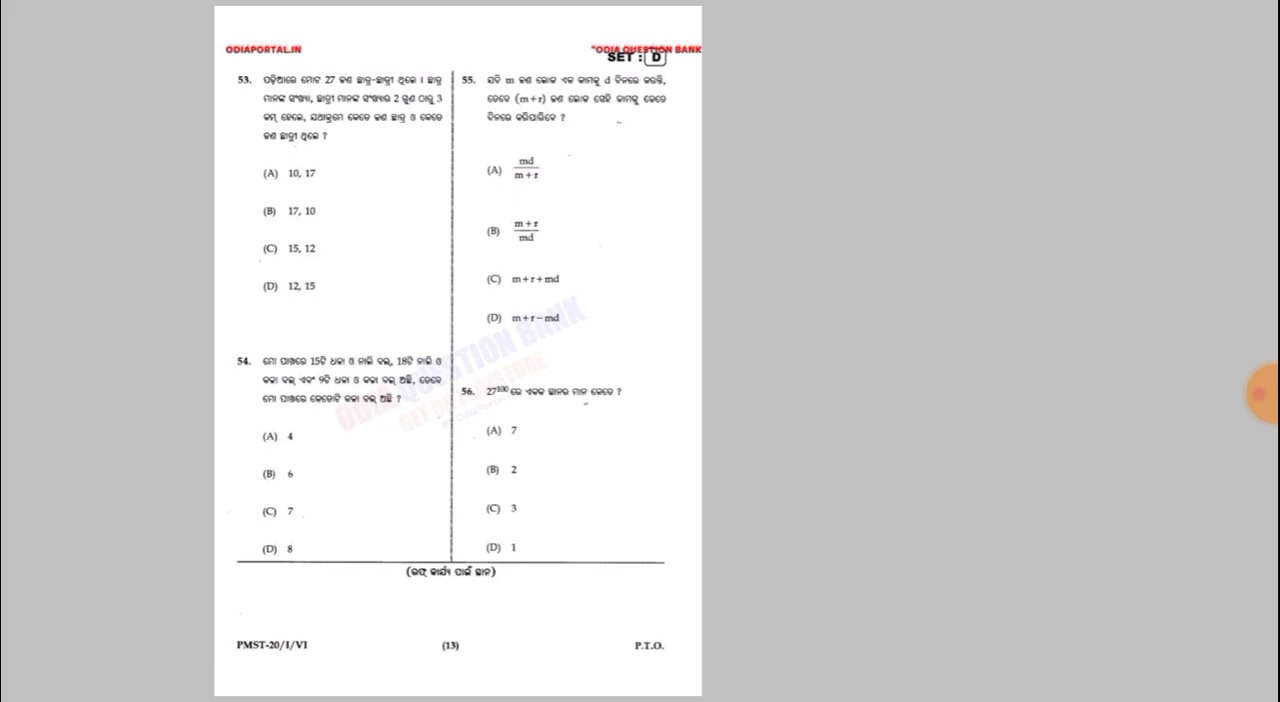 ODIAPORTAL.IN
"ODIA QUESTION BANK
SET : D
53. ପଡ଼ିଆରେ ମୋଟ 27 ଜଣ ଛାତ୍ର-ଛାତ୍ରୀ ଥିଲେ । ଛାତ୍ର
ମାନଙ୍କ ସଂଖ୍ୟା, ଛାତ୍ରୀ ମାନଙ୍କ ସଂଖ୍ୟାର 2 ଗୁଣ ଠାରୁ 3
କମ୍ ହେଲେ, ଯଥାକ୍ରମେ କେତେ ଜଣ ଛାତ୍ର ଓ କେତେ
ଜଣ ଛାତ୍ରୀ ଥିଲେ ?
(A) 10, 17
(B) 17, 10
(C) 15, 12
(D) 12, 15
54. ମୋ ପାଖରେ 15ଟି ଧଳା ଓ ନାଲି ବଲ୍, 18ଟି ନାଲି ଓ
କଳା ବଲ୍ ଏବଂ 9ଟି ଧଳା ଓ କଳା ବଲ୍ ଅଛି, ତେବେ
ମୋ ପାଖରେ କେତୋଟି କଳା ବଲ୍ ଅଛି ?
(A) 4
(B) 6
(C) 7
(D) 8
55. ଯଦି m ଜଣ ଲୋକ ଏକ କାମକୁ d ଦିନରେ କରନ୍ତି,
ତେବେ (m+r) ଜଣ ଲୋକ ସେହି କାମକୁ କେତେ
ଦିନରେ କରିପାରିବେ ?
(A) md
m+r
(B) m+r
md
(C) m+r+md
(D) m+r−md
56. 27¹⁰⁰ ରେ ଏକକ ସ୍ଥାନର ମାନ କେତେ ?
(A) 7
(B) 2
(C) 3
(D) 1
ODIA QUESTION BANK
(ରଫ୍ କାର୍ଯ୍ୟ ପାଇଁ ସ୍ଥାନ)
PMST-20/I/VI
(13)
P.T.O.